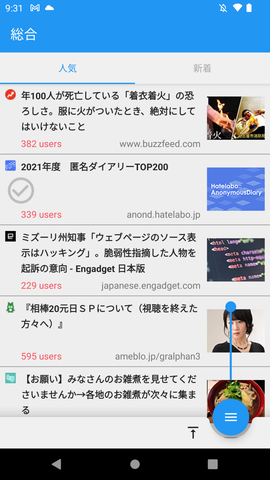 9:31
総合
人気
新着
年100人が死亡している「着衣着火」の恐
ろしさ。服に火がついたとき、絶対にして
はいけないこと
382 users
www.buzzfeed.com
2021年度 匿名ダイアリーTOP200
339 users
anond.hatelabo.jp
Hatelabo
AnonymousDiary
ミズーリ州知事「ウェブページのソース表
示はハッキング」。脆弱性指摘した人物を
起訴の意向 - Engadget 日本版
229 users
japanese.engadget.com
『相棒20元日ＳＰについて（視聴を終えた
方々へ）』
595 users
ameblo.jp/gralphan3
【お願い】みなさんのお雑煮を見せてくだ
さいませんか→各地のお雑煮が次々に集ま
る